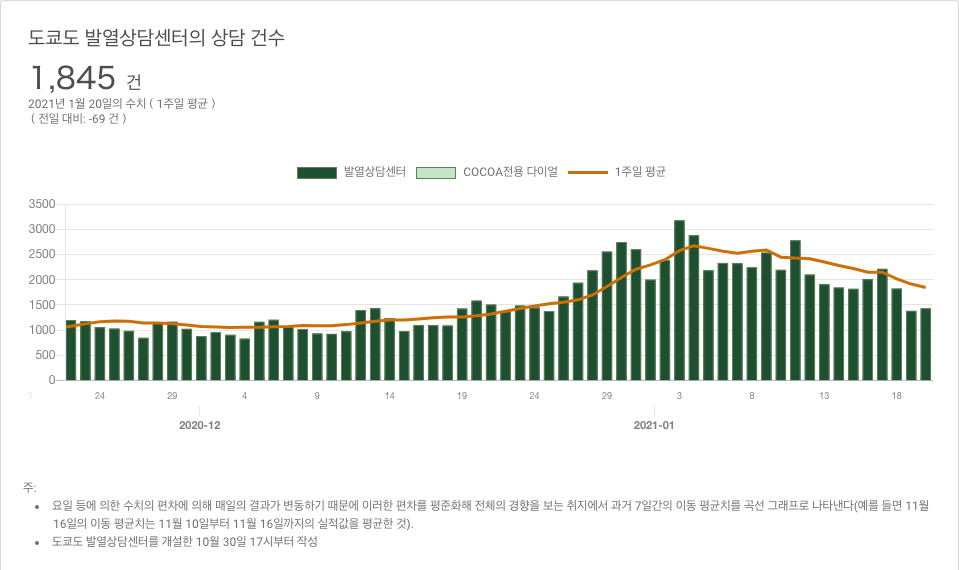 도쿄도 발열상담센터의 상담 건수
1,845 건
2021년 1월 20일의 수치 ( 1주일 평균 )
( 전일 대비: -69 건 )
발열상담센터 COCOA전용 다이얼 1주일 평균
3500
3000
2500
2000
1500
1000
500
0
24 29 4 9 14 19 24 29 3 8 13 18
2020-12 2021-01
주:
요일 등에 의한 수치의 편차에 의해 매일의 결과가 변동하기 때문에 이러한 편차를 평준화해 전체의 경향을 보는 취지에서 과거 7일간의 이동 평균치를 곡선 그래프로 나타낸다(예를 들면 11월
16일의 이동 평균치는 11월 10일부터 11월 16일까지의 실적값을 평균한 것).
도쿄도 발열상담센터를 개설한 10월 30일 17시부터 작성